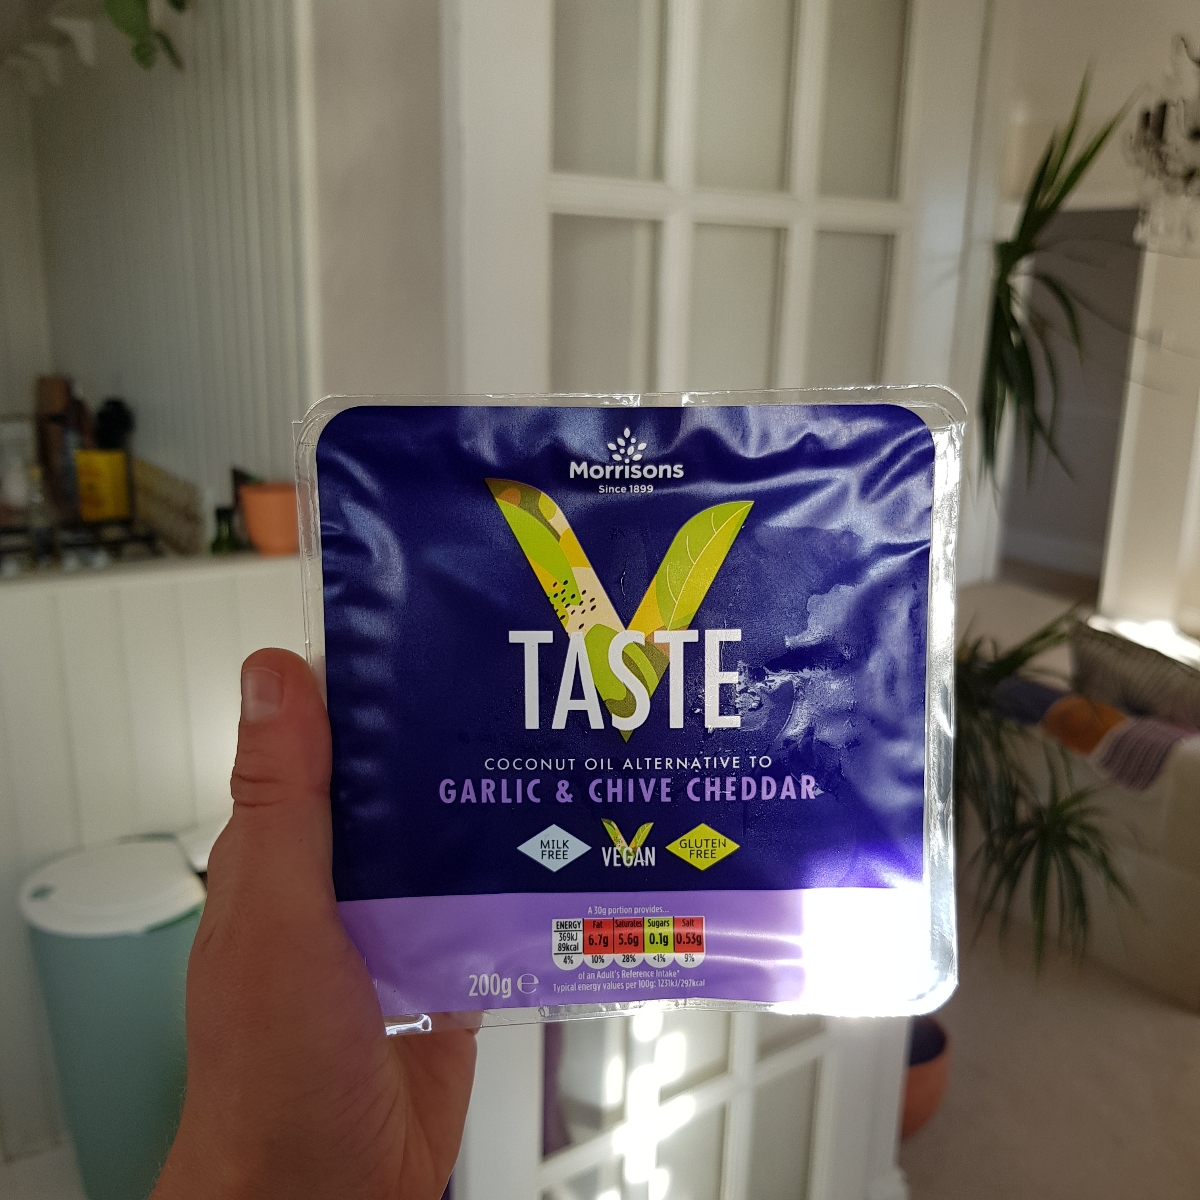 Morrisons
Since 1899
V
TASTE
COCONUT OIL ALTERNATIVE TO
GARLIC & CHIVE CHEDDAR
MILK FREE
VEGAN
GLUTEN FREE
A 30g portion provides...
ENERGY Fat Saturates Sugars Salt
369kJ 89kcal 6.7g 5.6g 0.1g 0.53g
4% 10% 28% <1% 9%
of an Adult's Reference Intake*
Typical energy values per 100g: 1231kJ/297kcal
200g ℮